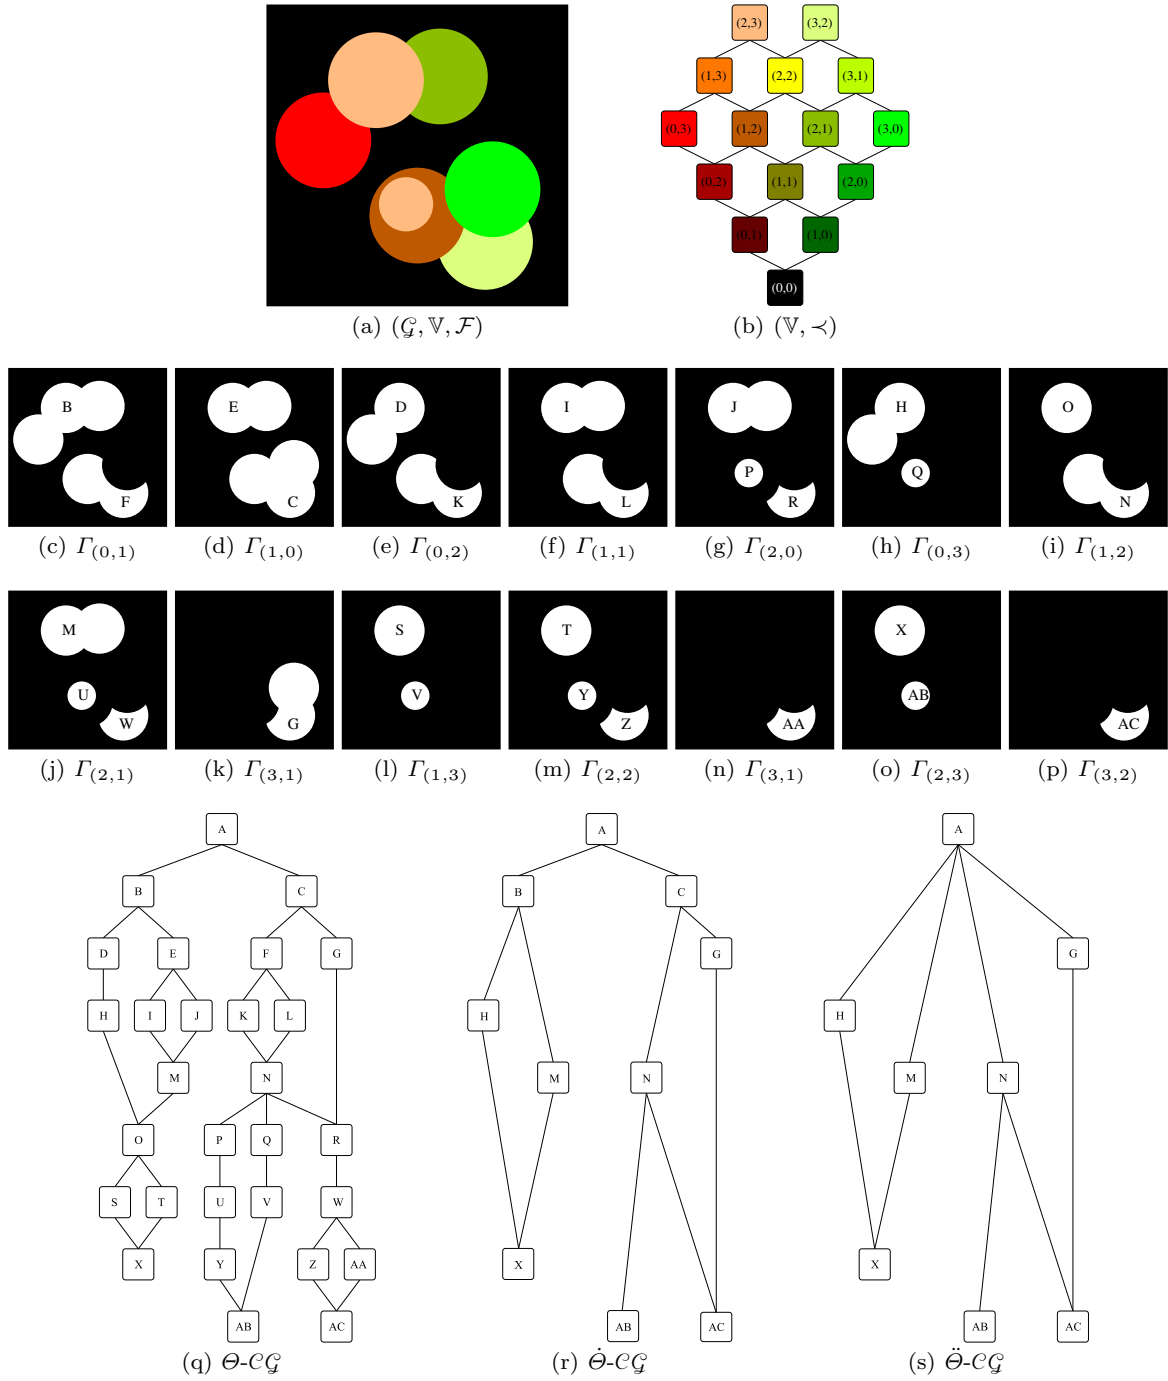 (2,3) (3,2)
(1,3) (2,2) (3,1)
(0,3) (1,2) (2,1) (3,0)
(0,2) (1,1) (2,0)
(0,1) (1,0)
(0,0)
(a) (𝒢, 𝕍, ℱ)
(b) (𝕍, ≺)
B
F
E
C
D
K
I
L
J
P
R
H
Q
O
N
(c) Γ(0,1)
(d) Γ(1,0)
(e) Γ(0,2)
(f) Γ(1,1)
(g) Γ(2,0)
(h) Γ(0,3)
(i) Γ(1,2)
M
U
W
G
S
V
T
Y
Z
AA
X
AB
AC
(j) Γ(2,1)
(k) Γ(3,1)
(l) Γ(1,3)
(m) Γ(2,2)
(n) Γ(3,1)
(o) Γ(2,3)
(p) Γ(3,2)
A
B C
D E F G
H I J K L
M N
O P Q R
S T U V W
X Y Z AA
AB AC
(q) Θ-𝒞𝒢
A
B C
G
H
M N
X
AB AC
(r) Θ̇-𝒞𝒢
A
G
H
M N
X
AB AC
(s) Θ̈-𝒞𝒢